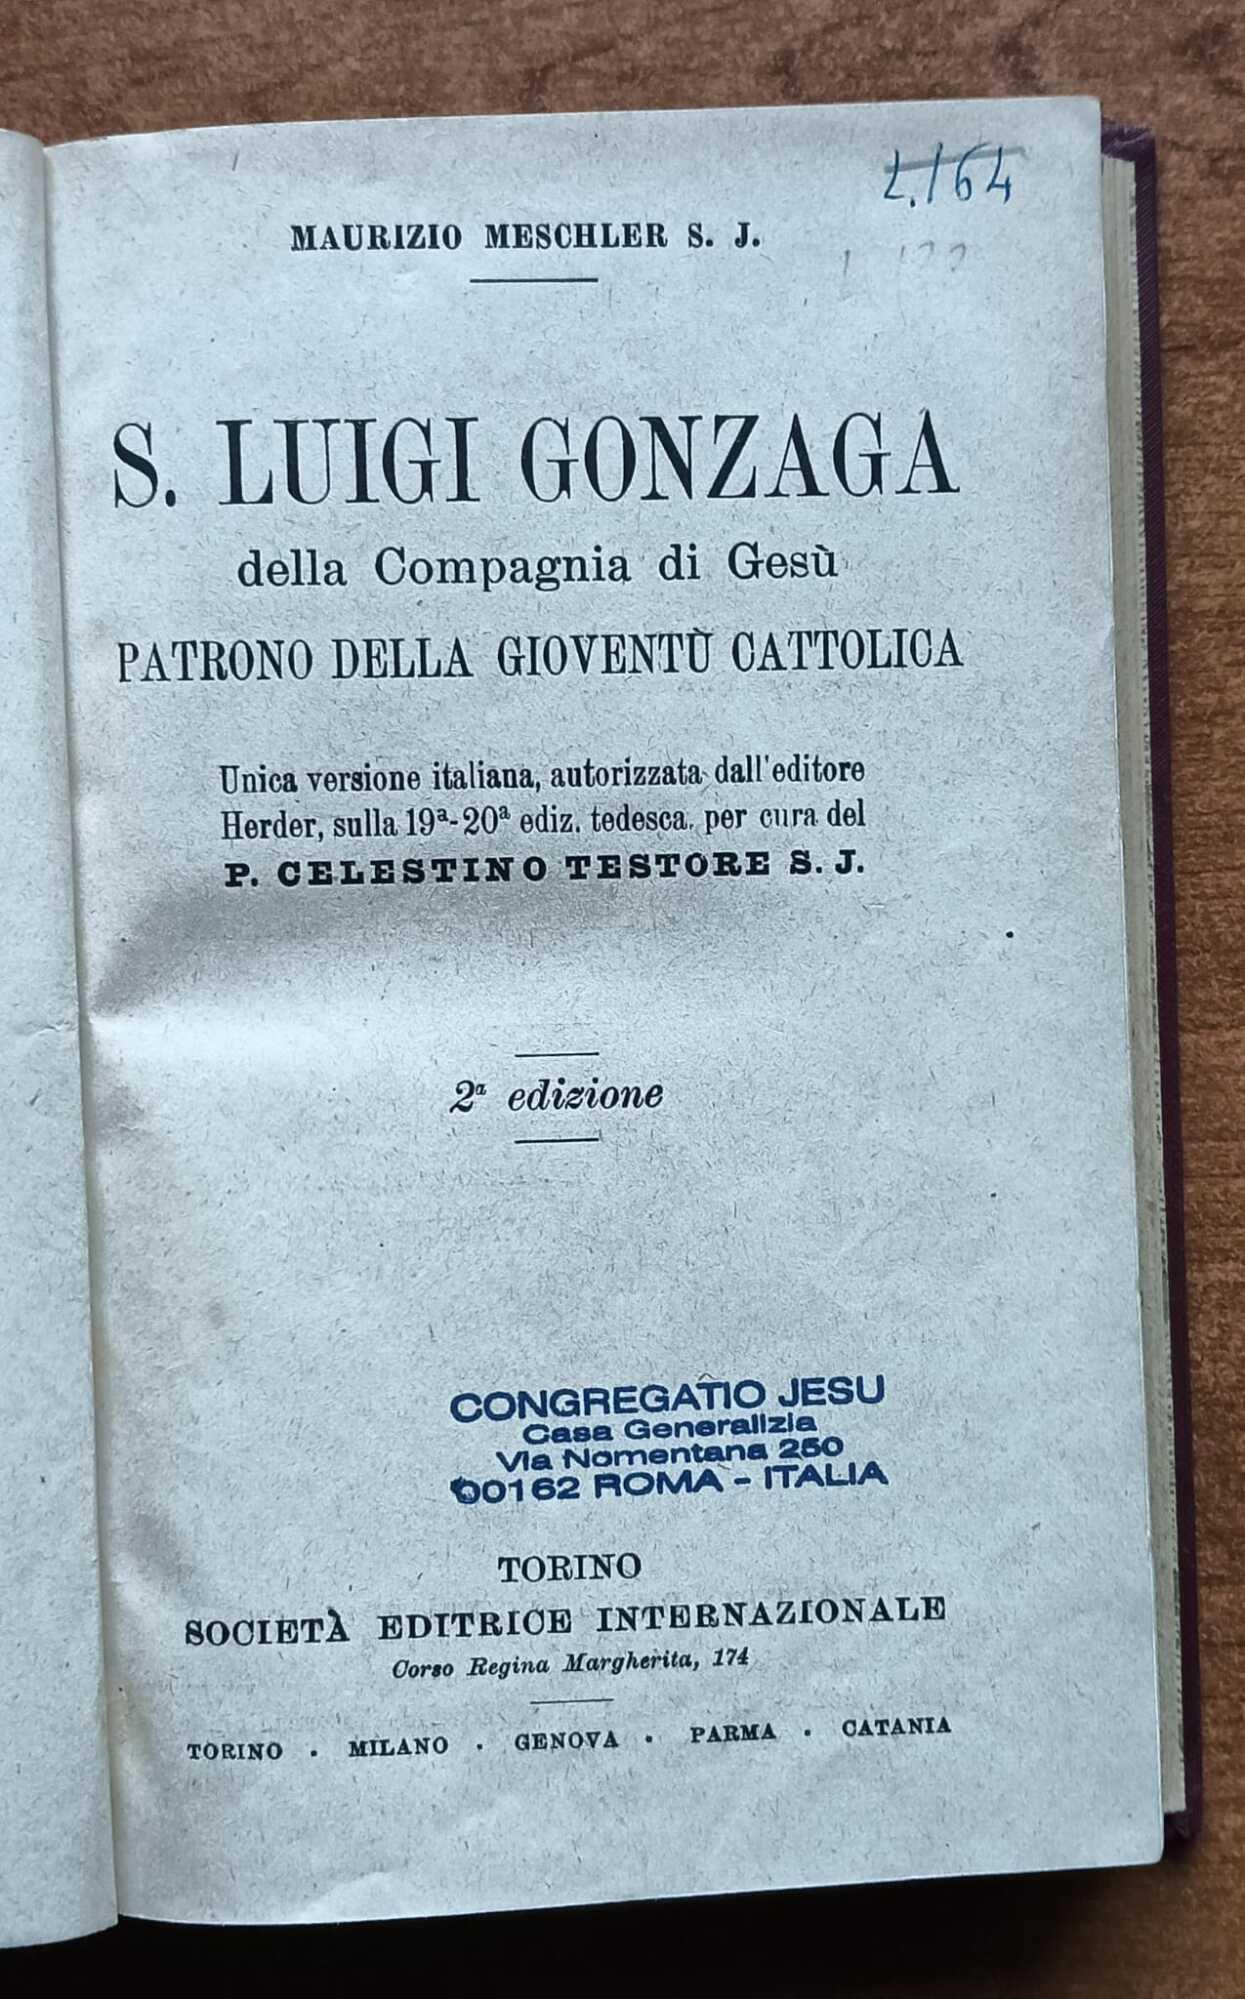 L.164
MAURIZIO MESCHLER S. J.
S. LUIGI GONZAGA
della Compagnia di Gesù
PATRONO DELLA GIOVENTÙ CATTOLICA
Unica versione italiana, autorizzata dall'editore
Herder, sulla 19ª-20ª ediz. tedesca, per cura del
P. CELESTINO TESTORE S. J.
2ª edizione
CONGREGATIO JESU
Casa Generalizia
Via Nomentana 250
00162 ROMA - ITALIA
TORINO
SOCIETÀ EDITRICE INTERNAZIONALE
Corso Regina Margherita, 174
TORINO . MILANO . GENOVA . PARMA . CATANIA